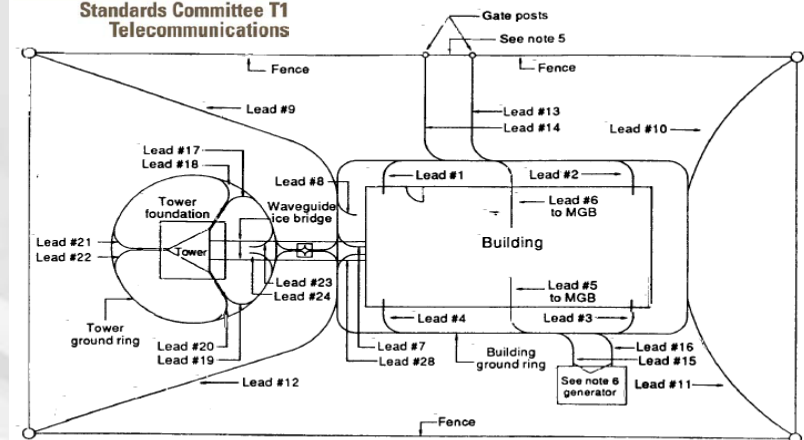 Standards Committee T1
Telecommunications
Gate posts
See note 5
Fence
Fence
Lead #9
Lead #13
Lead #14
Lead #10
Lead #17
Lead #18
Lead #8
Lead #1
Lead #2
Tower
foundation
Waveguide
ice bridge
Lead #6
to MGB
Lead #21
Lead #22
Tower
Building
Lead #23
Lead #24
Lead #5
to MGB
Tower
ground ring
Lead #4
Lead #3
Lead #20
Lead #19
Lead #7
Lead #28
Building
ground ring
Lead #16
Lead #15
See note 6
generator
Lead #11
Lead #12
Fence